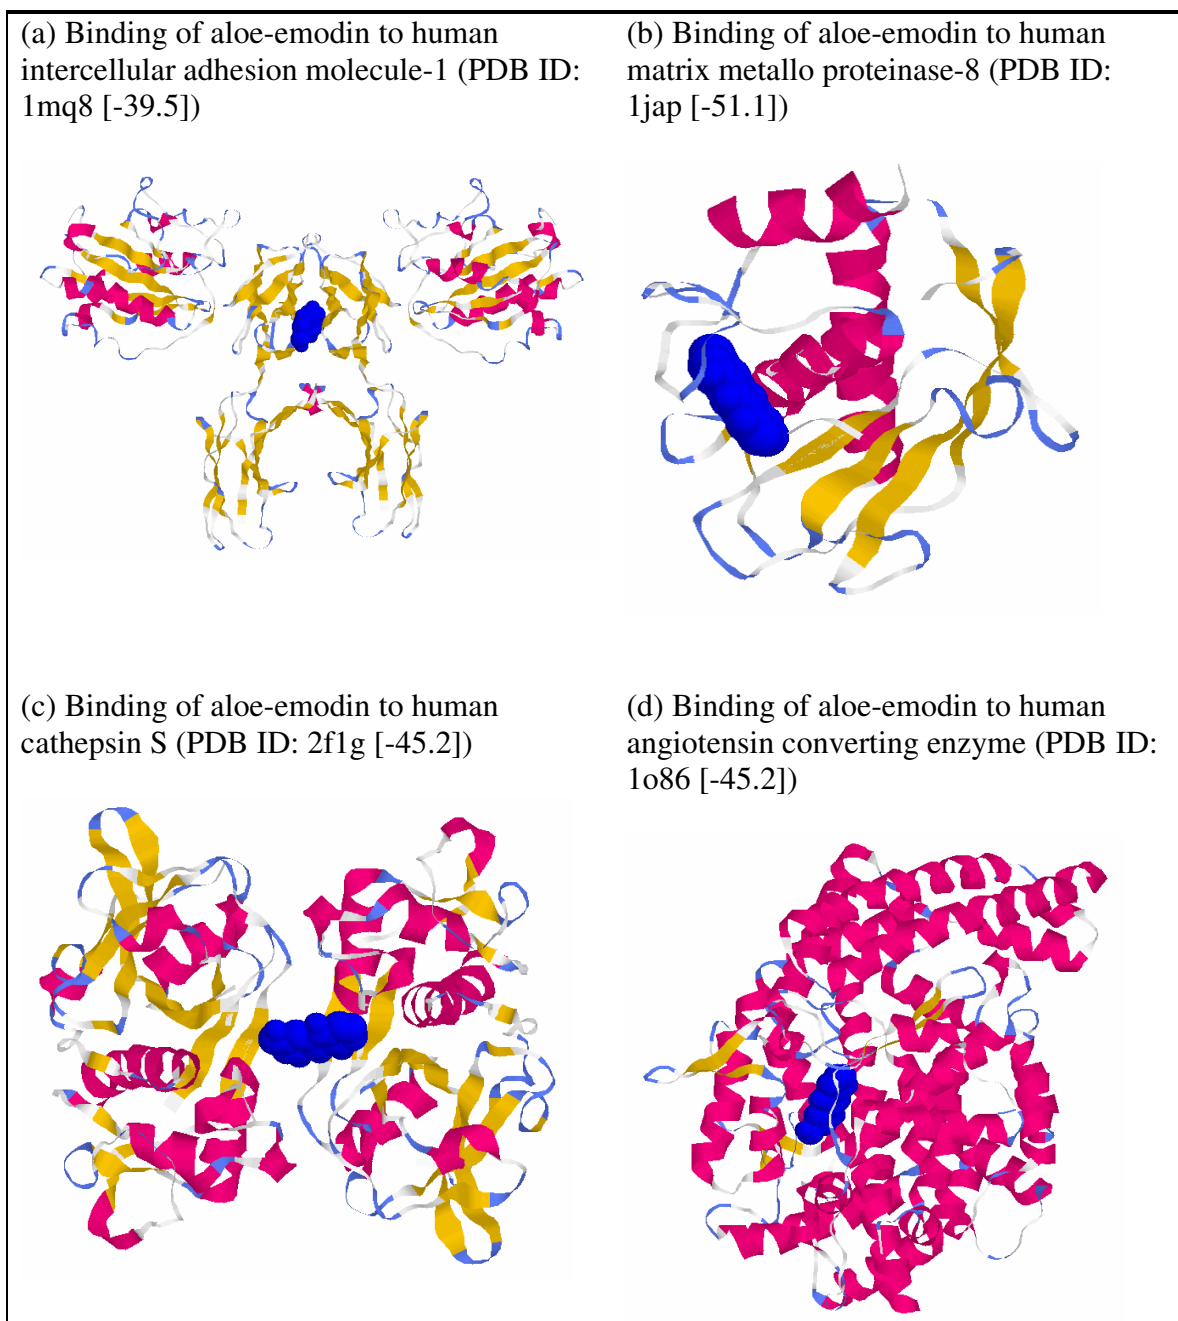 (a) Binding of aloe-emodin to human
intercellular adhesion molecule-1 (PDB ID:
1mq8 [-39.5])
(b) Binding of aloe-emodin to human
matrix metallo proteinase-8 (PDB ID:
1jap [-51.1])
(c) Binding of aloe-emodin to human
cathepsin S (PDB ID: 2f1g [-45.2])
(d) Binding of aloe-emodin to human
angiotensin converting enzyme (PDB ID:
1o86 [-45.2])